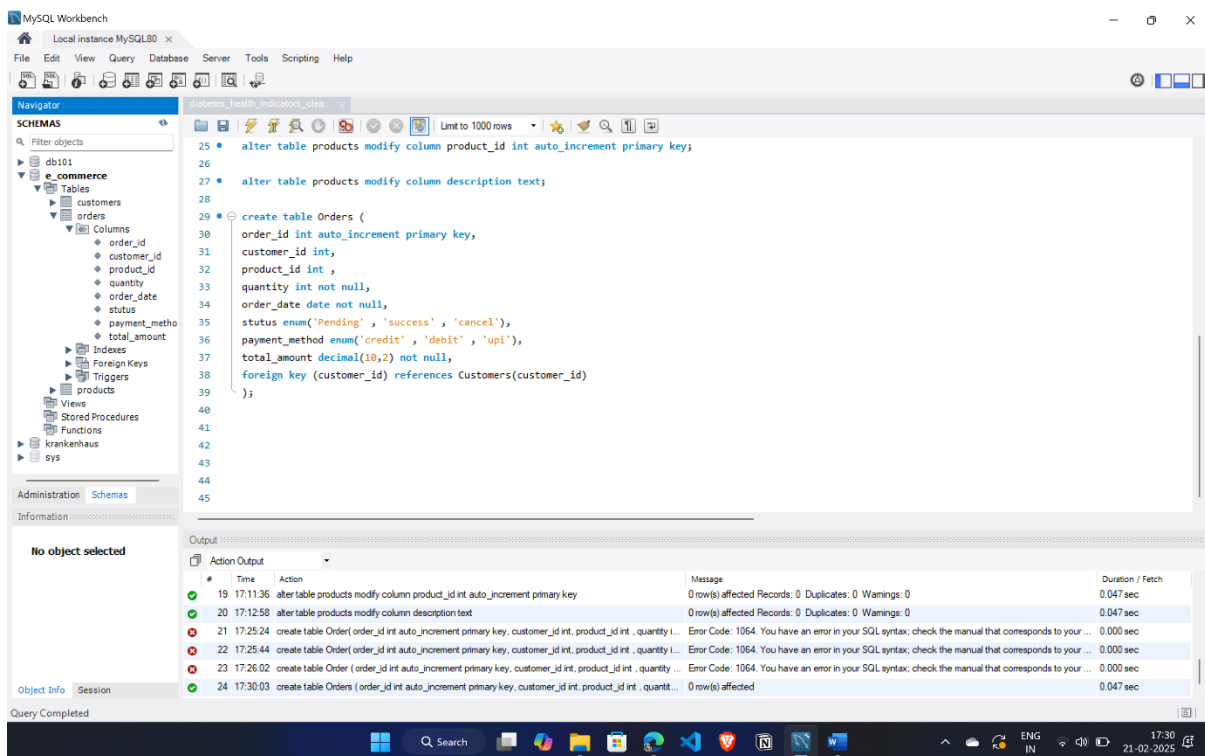 MySQL Workbench
Local instance MySQL80
File Edit View Query Database Server Tools Scripting Help
Navigator
SCHEMAS
Filter objects
db101
e_commerce
Tables
customers
orders
Columns
order_id
customer_id
product_id
quantity
order_date
stutus
payment_metho
total_amount
Indexes
Foreign Keys
Triggers
products
Views
Stored Procedures
Functions
krankenhaus
sys
Administration Schemas
Information
No object selected
Object Info Session
diabetes_health_indicators_clea...
Limit to 1000 rows
25 alter table products modify column product_id int auto_increment primary key;
26
27 alter table products modify column description text;
28
29 create table Orders (
30 order_id int auto_increment primary key,
31 customer_id int,
32 product_id int ,
33 quantity int not null,
34 order_date date not null,
35 stutus enum('Pending' , 'success' , 'cancel'),
36 payment_method enum('credit' , 'debit' , 'upi'),
37 total_amount decimal(10,2) not null,
38 foreign key (customer_id) references Customers(customer_id)
39 );
40
41
42
43
44
45
Output
Action Output
# Time Action Message Duration / Fetch
19 17:11:36 alter table products modify column product_id int auto_increment primary key 0 row(s) affected Records: 0 Duplicates: 0 Warnings: 0 0.047 sec
20 17:12:58 alter table products modify column description text 0 row(s) affected Records: 0 Duplicates: 0 Warnings: 0 0.047 sec
21 17:25:24 create table Order( order_id int auto_increment primary key, customer_id int, product_id int , quantity i... Error Code: 1064. You have an error in your SQL syntax; check the manual that corresponds to your ... 0.000 sec
22 17:25:44 create table Order( order_id int auto_increment primary key, customer_id int, product_id int , quantity i... Error Code: 1064. You have an error in your SQL syntax; check the manual that corresponds to your ... 0.000 sec
23 17:26:02 create table Order ( order_id int auto_increment primary key, customer_id int, product_id int , quantity ... Error Code: 1064. You have an error in your SQL syntax; check the manual that corresponds to your ... 0.000 sec
24 17:30:03 create table Orders ( order_id int auto_increment primary key, customer_id int, product_id int , quantit... 0 row(s) affected 0.047 sec
Query Completed
Search
ENG
IN
17:30
21-02-2025